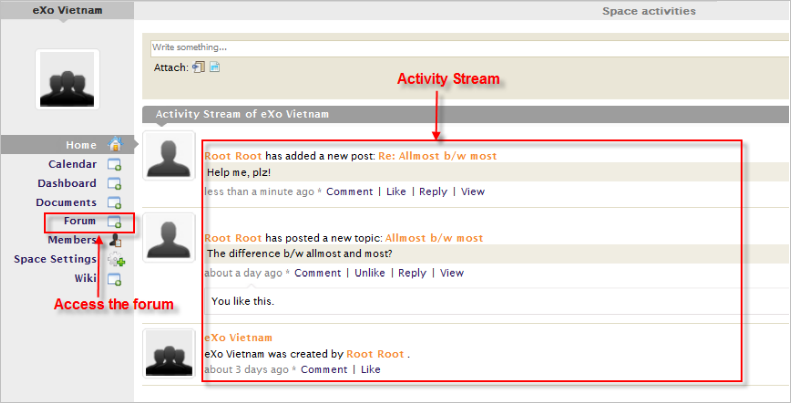 eXo Vietnam
Space activities
Write something...
Attach:
Activity Stream
Activity Stream of eXo Vietnam
Home
Calendar
Dashboard
Documents
Forum
Members
Space Settings
Wiki
Access the forum
Root Root has added a new post: Re: Allmost b/w most
Help me, plz!
less than a minute ago * Comment | Like | Reply | View
Root Root has posted a new topic: Allmost b/w most
The difference b/w allmost and most?
about a day ago * Comment | Unlike | Reply | View
You like this.
eXo Vietnam
eXo Vietnam was created by Root Root .
about 3 days ago * Comment | Like